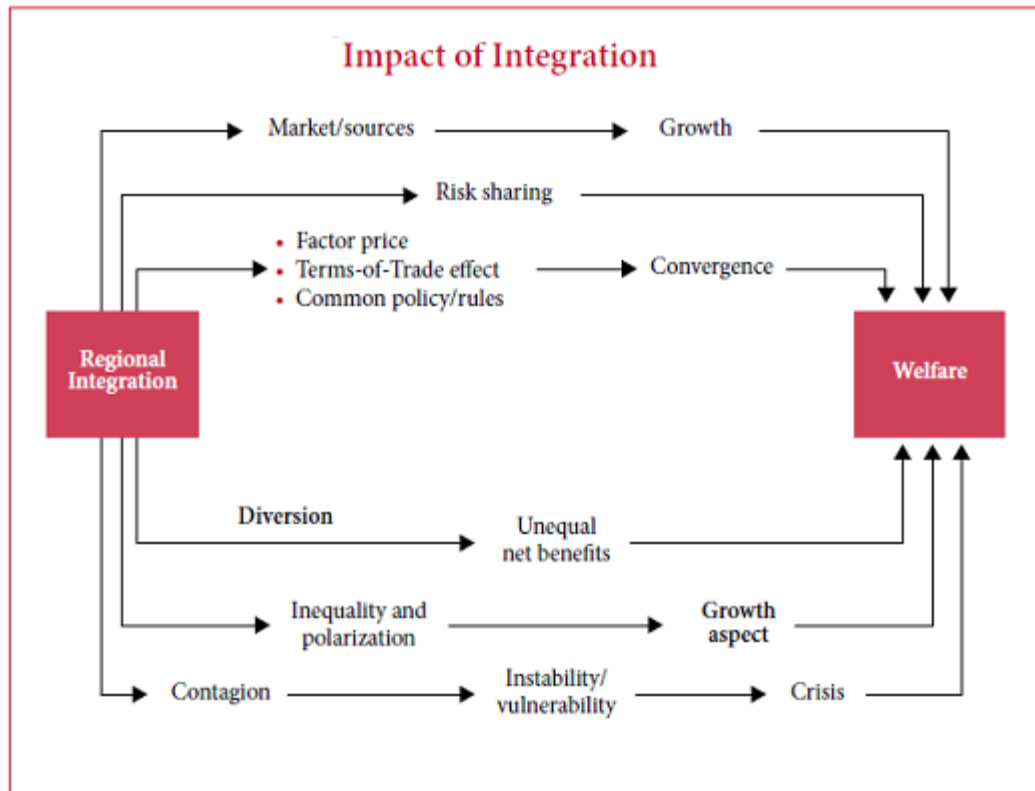 Impact of Integration
Market/sources
Growth
Risk sharing
• Factor price
• Terms-of-Trade effect
• Common policy/rules
Convergence
Regional
Integration
Welfare
Diversion
Unequal
net benefits
Inequality and
polarization
Growth
aspect
Contagion
Instability/
vulnerability
Crisis